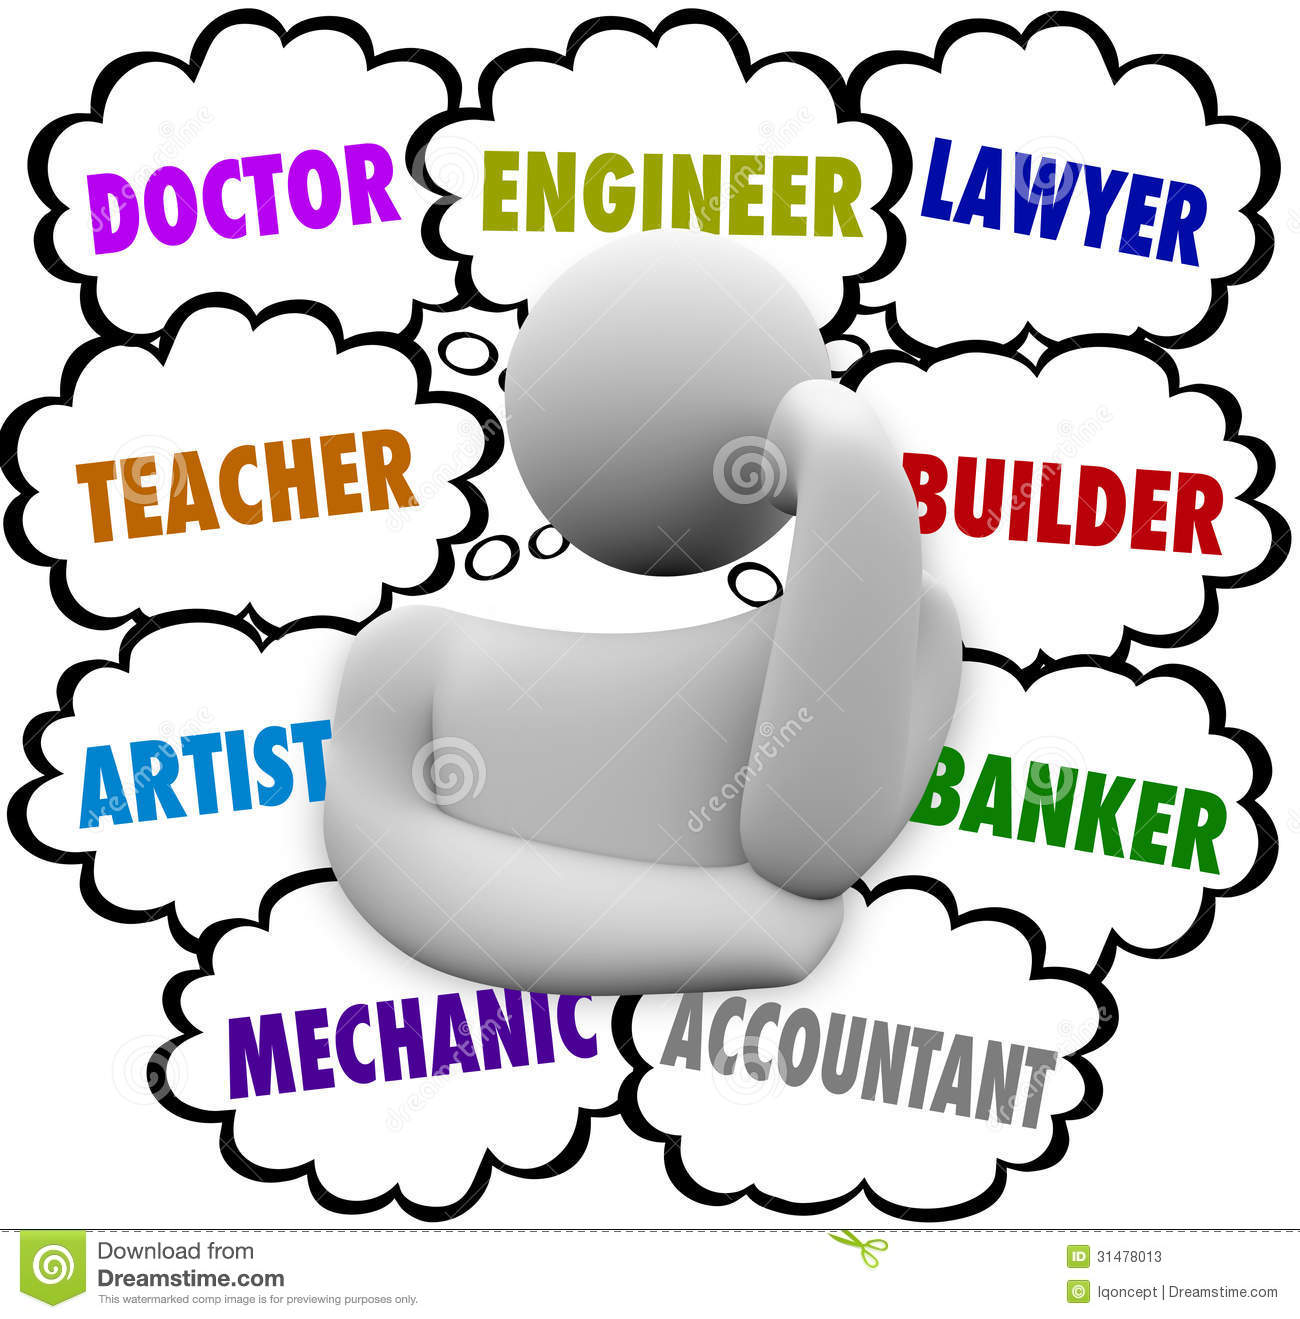 DOCTOR
ENGINEER
LAWYER
TEACHER
BUILDER
ARTIST
BANKER
MECHANIC
ACCOUNTANT
dreamstime
Download from
Dreamstime.com
This watermarked comp image is for previewing purposes only.
ID 31478013
© Iqoncept | Dreamstime.com